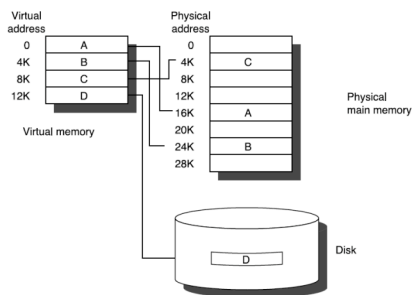 Virtual
address
Physical
address
0
A
4K
B
8K
C
12K
D
Virtual memory
0
4K
C
8K
12K
16K
A
20K
24K
B
28K
Physical
main memory
Disk
D